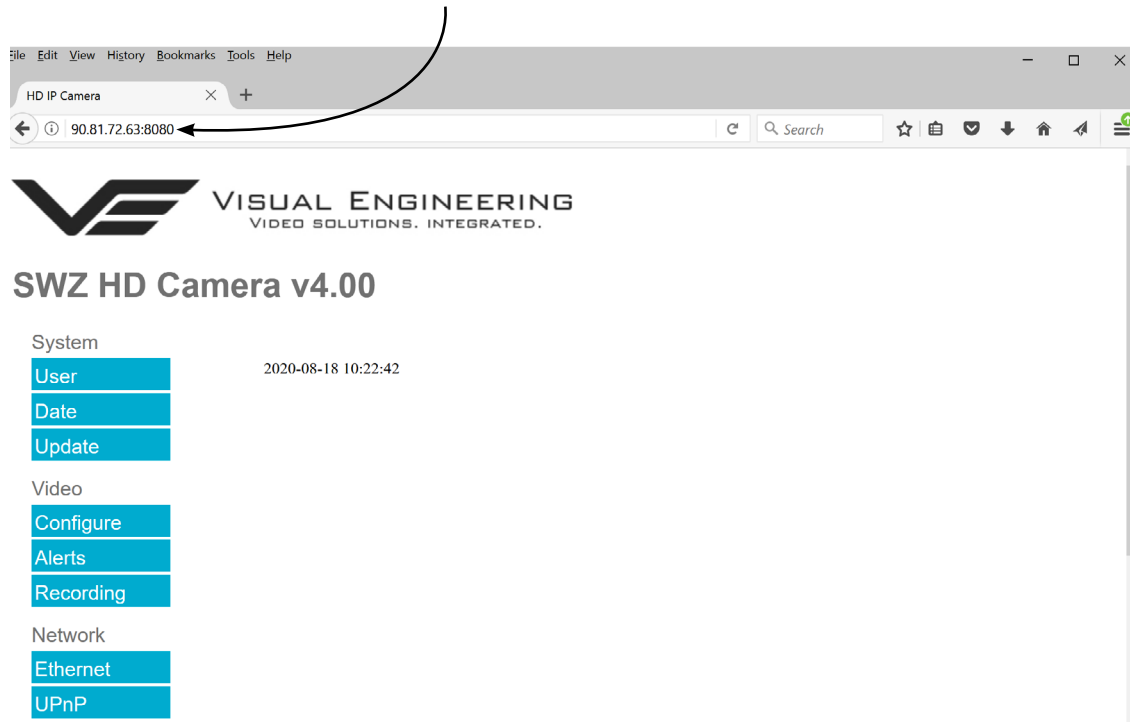 File Edit View History Bookmarks Tools Help
HD IP Camera
90.81.72.63:8080
Search
VISUAL ENGINEERING
VIDEO SOLUTIONS. INTEGRATED.
SWZ HD Camera v4.00
System
User
2020-08-18 10:22:42
Date
Update
Video
Configure
Alerts
Recording
Network
Ethernet
UPnP